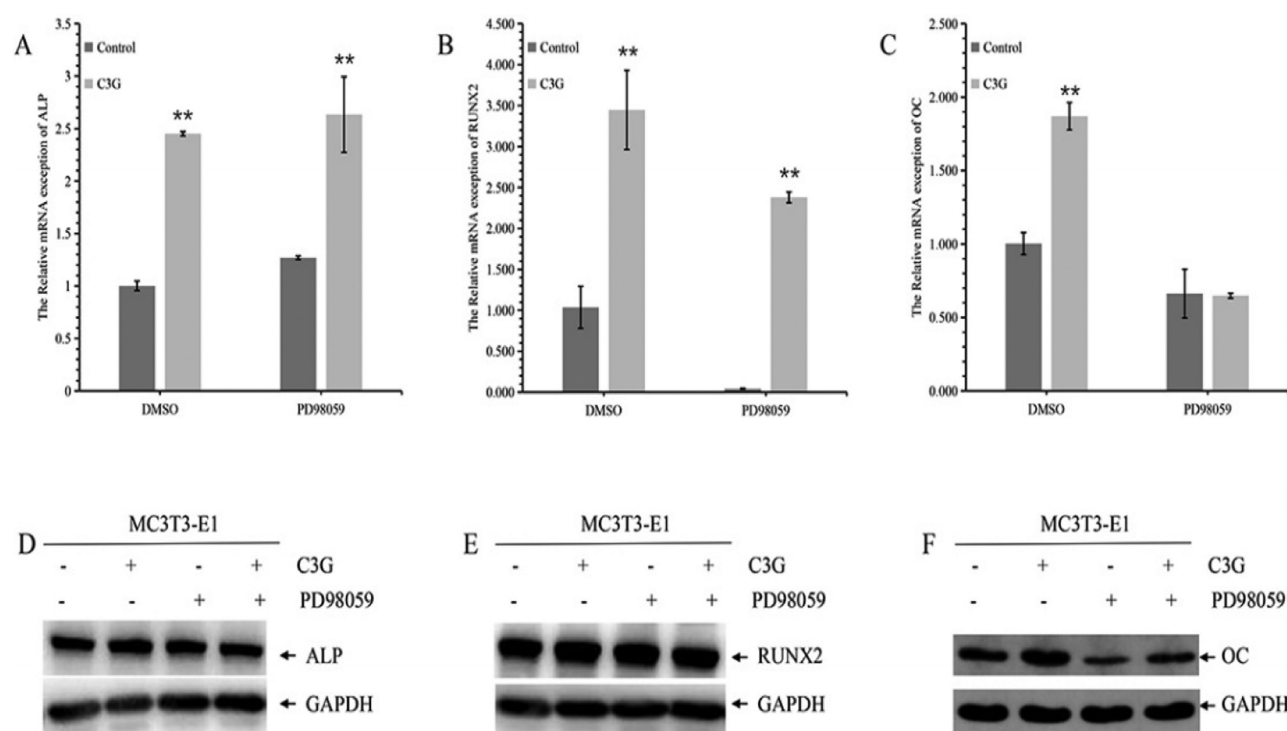 A
3.5
3
2.5
2
1.5
1
0.5
0
The Relative mRNA exception of ALP
Control
C3G
**
**
DMSO
PD98059
B
4.500
4.000
3.500
3.000
2.500
2.000
1.500
1.000
0.500
0.000
The Relative mRNA exception of RUNX2
Control
C3G
**
**
DMSO
PD98059
C
2.500
2.000
1.500
1.000
0.500
0.000
The Relative mRNA exception of OC
Control
C3G
**
DMSO
PD98059
D
MC3T3-E1
- + - + C3G
- - + + PD98059
ALP
GAPDH
E
MC3T3-E1
- + - + C3G
- - + + PD98059
RUNX2
GAPDH
F
MC3T3-E1
- + - + C3G
- - + + PD98059
OC
GAPDH